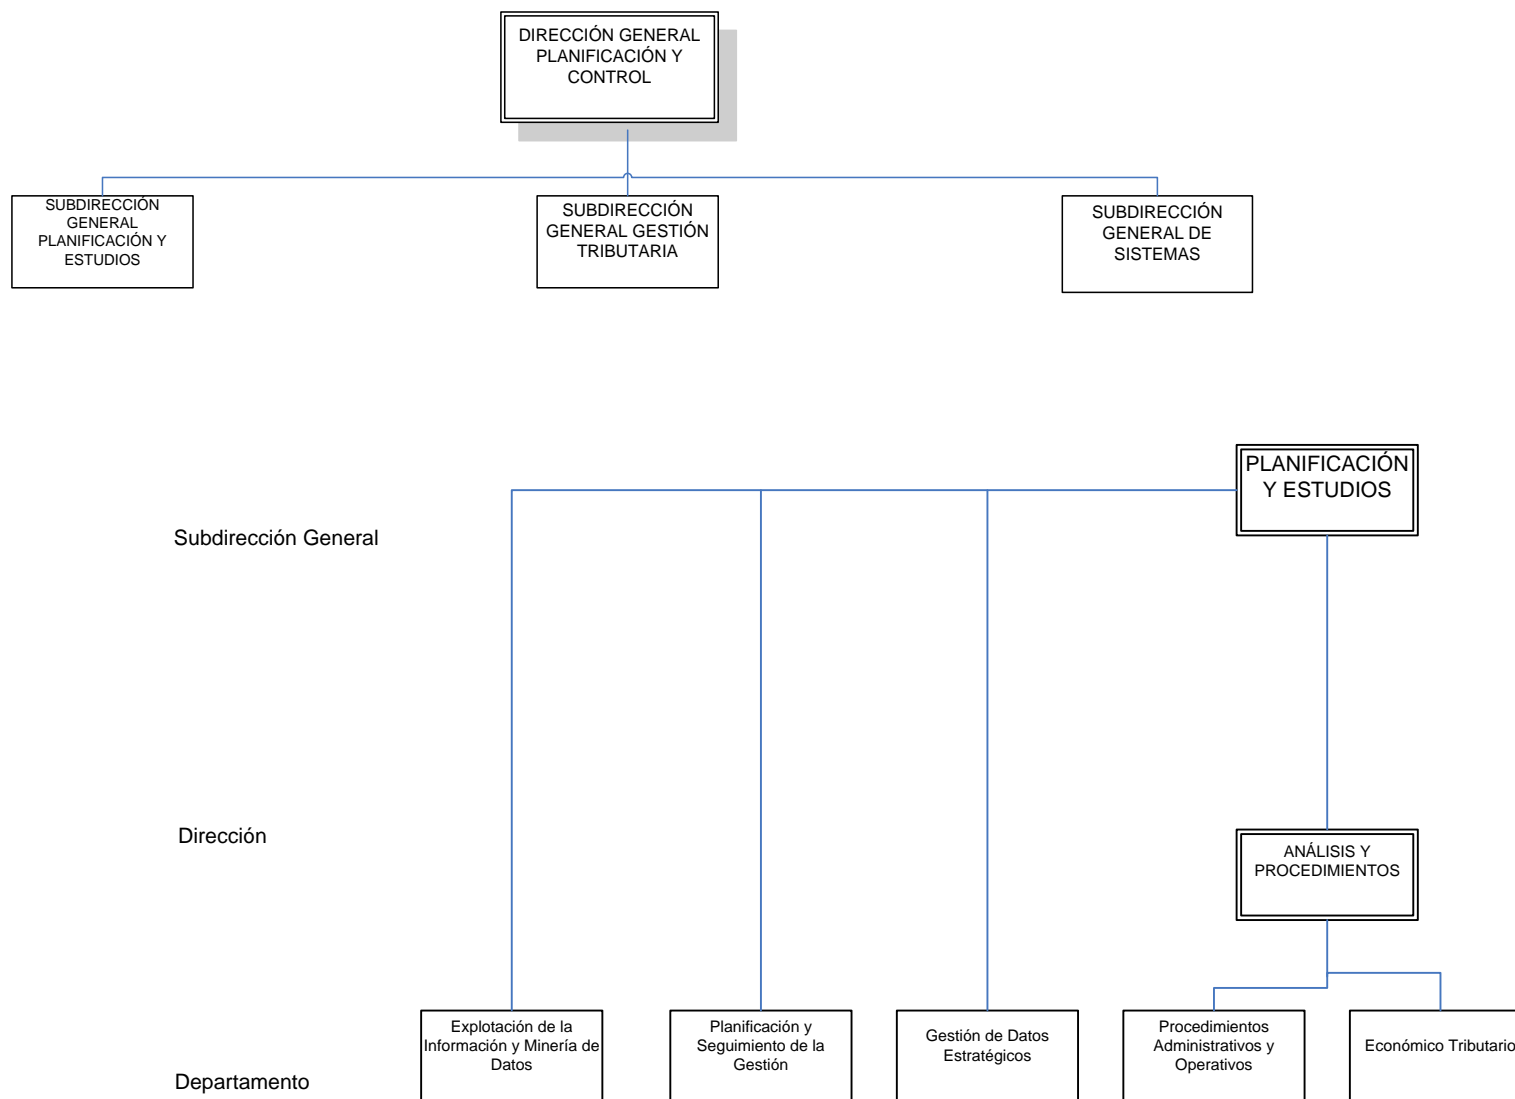 DIRECCIÓN GENERAL
PLANIFICACIÓN Y
CONTROL
SUBDIRECCIÓN
GENERAL
PLANIFICACIÓN Y
ESTUDIOS
SUBDIRECCIÓN
GENERAL GESTIÓN
TRIBUTARIA
SUBDIRECCIÓN
GENERAL DE
SISTEMAS
PLANIFICACIÓN
Y ESTUDIOS
Subdirección General
Dirección
ANÁLISIS Y
PROCEDIMIENTOS
Explotación de la
Información y Minería de
Datos
Planificación y
Seguimiento de la
Gestión
Gestión de Datos
Estratégicos
Procedimientos
Administrativos y
Operativos
Económico Tributario
Departamento